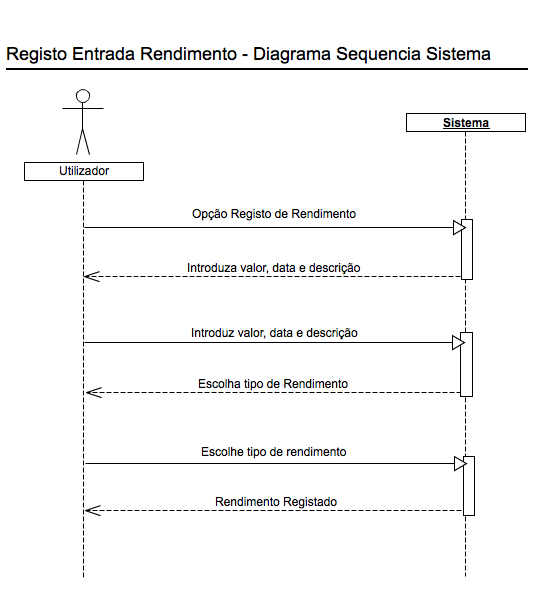 Registo Entrada Rendimento - Diagrama Sequencia Sistema
Sistema
Utilizador
Opção Registo de Rendimento
Introduza valor, data e descrição
Introduz valor, data e descrição
Escolha tipo de Rendimento
Escolhe tipo de rendimento
Rendimento Registado